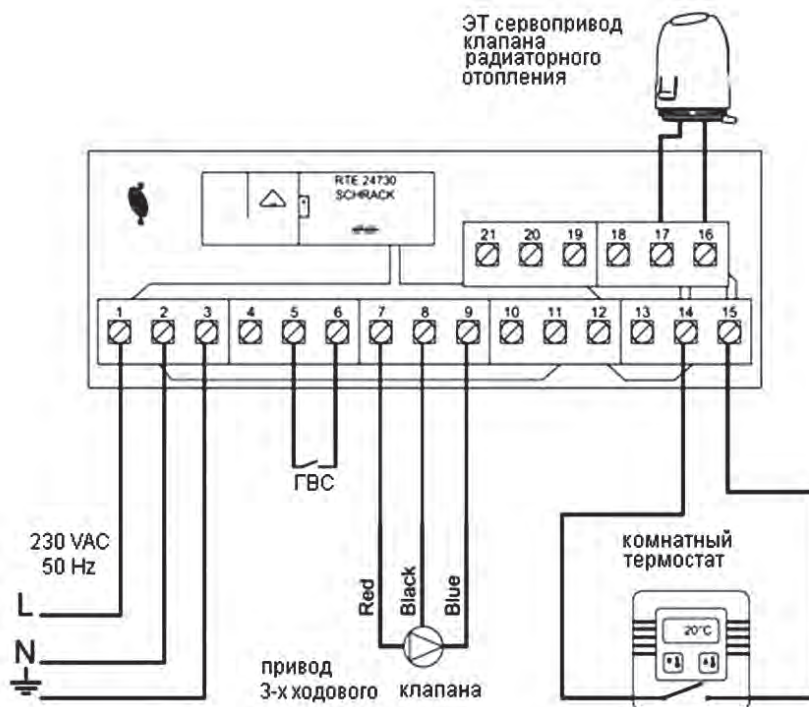 ЭТ сервопривод
клапана
радиаторного
отопления
RTE 24730
SCHRACK
21 20 19 18 17 16
1 2 3 4 5 6 7 8 9 10 11 12 13 14 15
ГВС
230 VAC
50 Hz
L
N
Red
Black
Blue
привод
3-х ходового клапана
комнатный
термостат
20°C